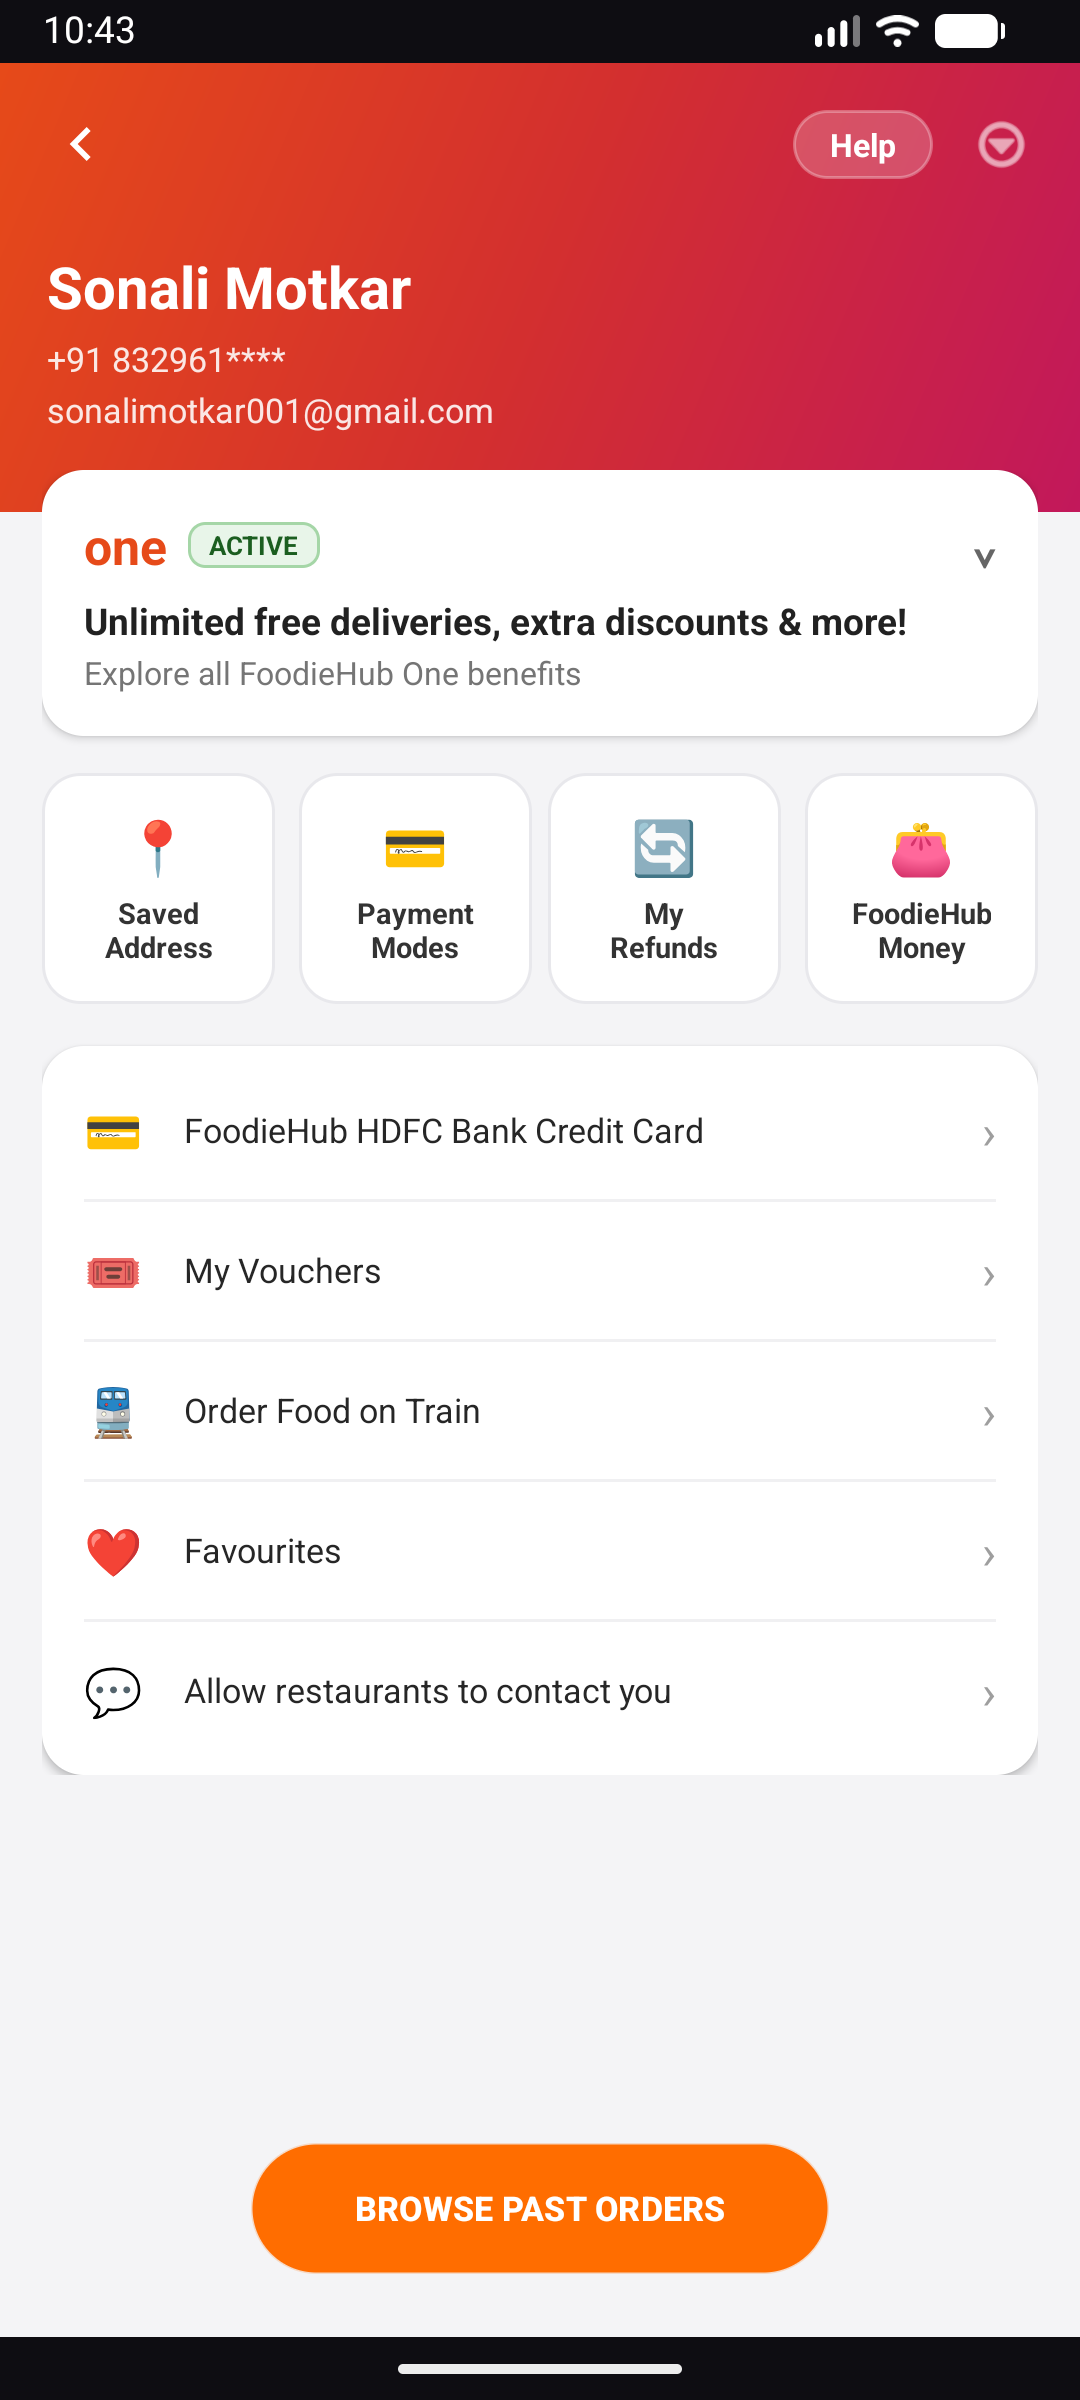 10:43
Help
Sonali Motkar
+91 832961****
sonalimotkar001@gmail.com
one ACTIVE
Unlimited free deliveries, extra discounts & more!
Explore all FoodieHub One benefits
Saved
Address
Payment
Modes
My
Refunds
FoodieHub
Money
FoodieHub HDFC Bank Credit Card
My Vouchers
Order Food on Train
Favourites
Allow restaurants to contact you
BROWSE PAST ORDERS